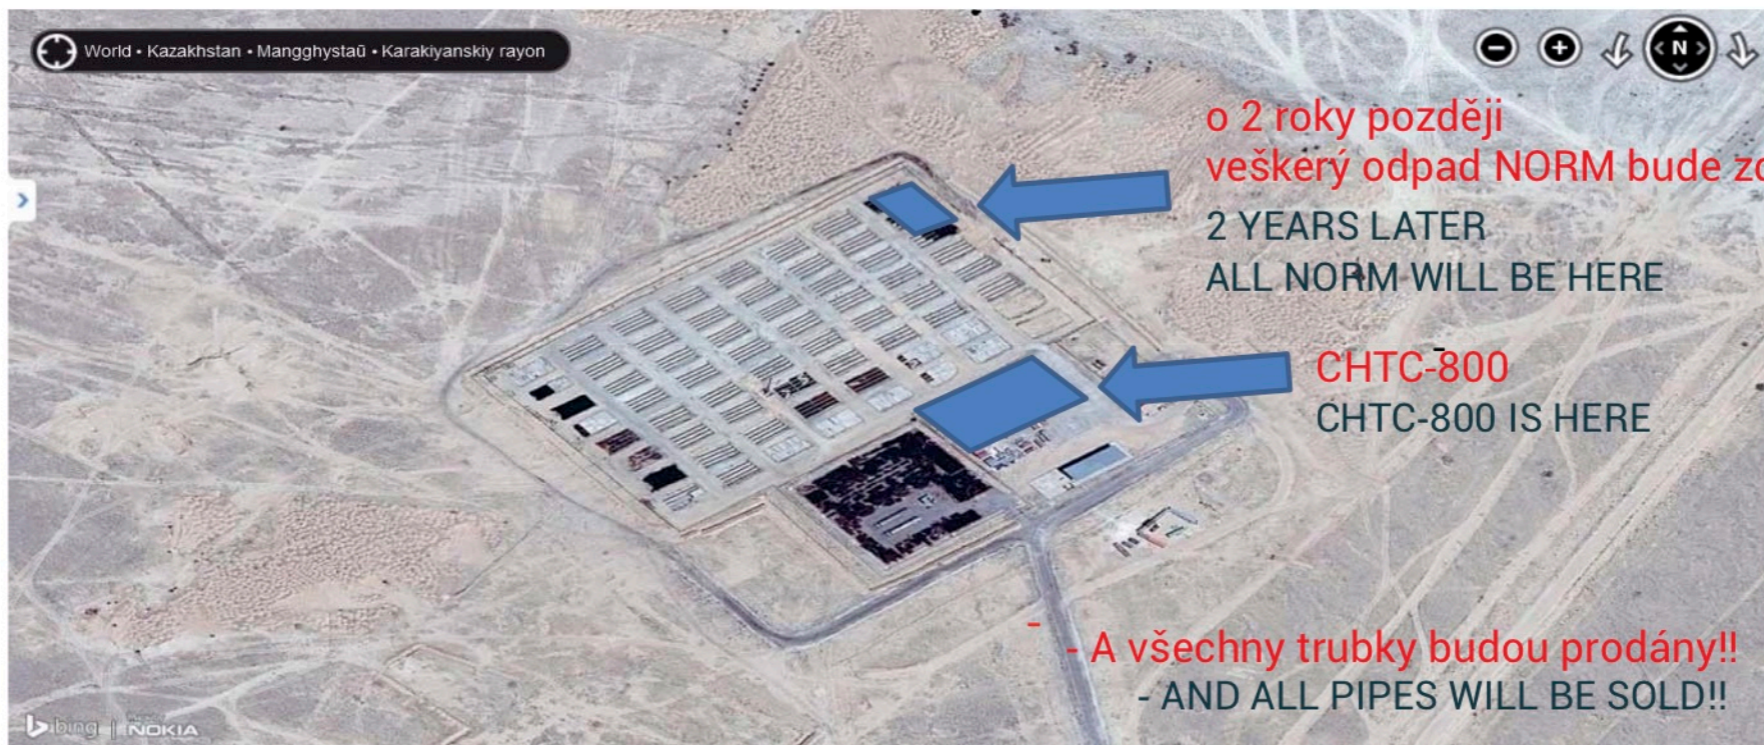 World • Kazakhstan • Mangghystaū • Karakiyanskiy rayon
N
o 2 roky později
veškerý odpad NORM bude
2 YEARS LATER
ALL NORM WILL BE HERE
-
CHTC-800
CHTC-800 IS HERE
-
- A všechny trubky budou prodány!!
- AND ALL PIPES WILL BE SOLD!!
bing | NOKIA